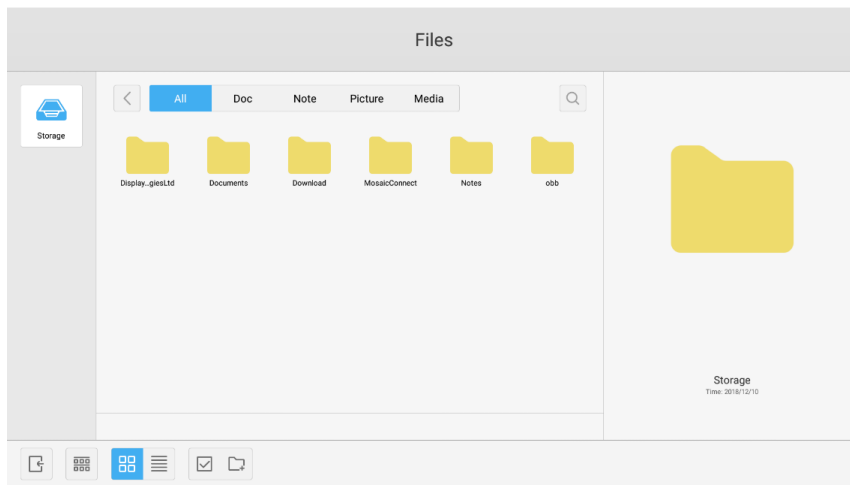 Files
Storage
All Doc Note Picture Media
Display...giesLtd Documents Download MosaicConnect Notes obb
Storage
Time: 2018/12/10